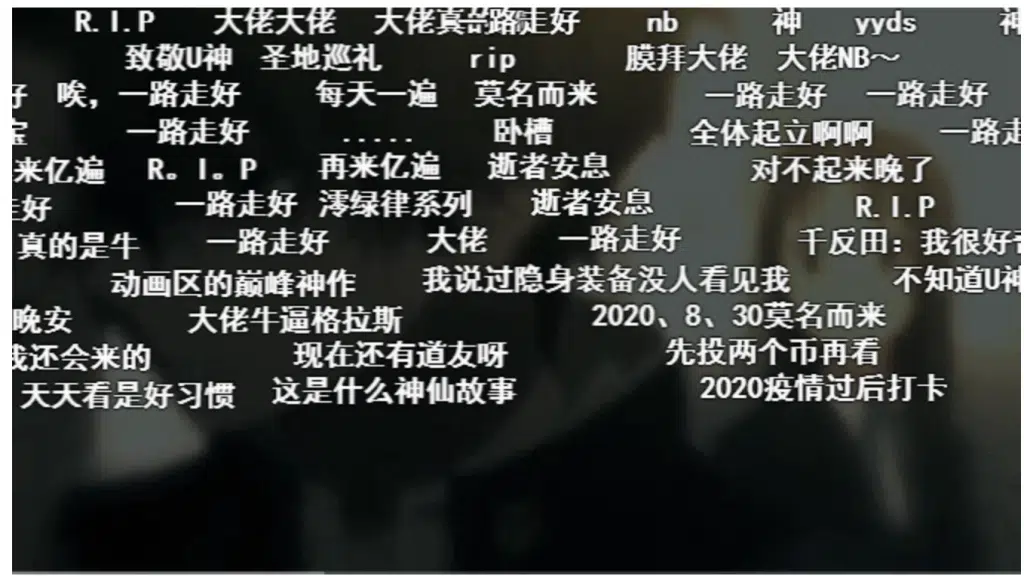 R.I.P 大佬大佬 大佬真 一路走好 nb 神 yyds 神
致敬U神 圣地巡礼 rip 膜拜大佬 大佬NB～
好 唉，一路走好 每天一遍 莫名而来 一路走好 一路走好
宝 一路走好 ..... 卧槽 全体起立啊啊 一路走
来亿遍 R。I。P 再来亿遍 逝者安息 对不起来晚了
走好 一路走好 澪绿律系列 逝者安息 R.I.P
真的是牛 一路走好 大佬 一路走好 千反田：我很好奇
动画区的巅峰神作 我说过隐身装备没人看见我 不知道U神
晚安 大佬牛逼格拉斯 2020、8、30莫名而来
我还会来的 现在还有道友呀 先投两个币再看
天天看是好习惯 这是什么神仙故事 2020疫情过后打卡